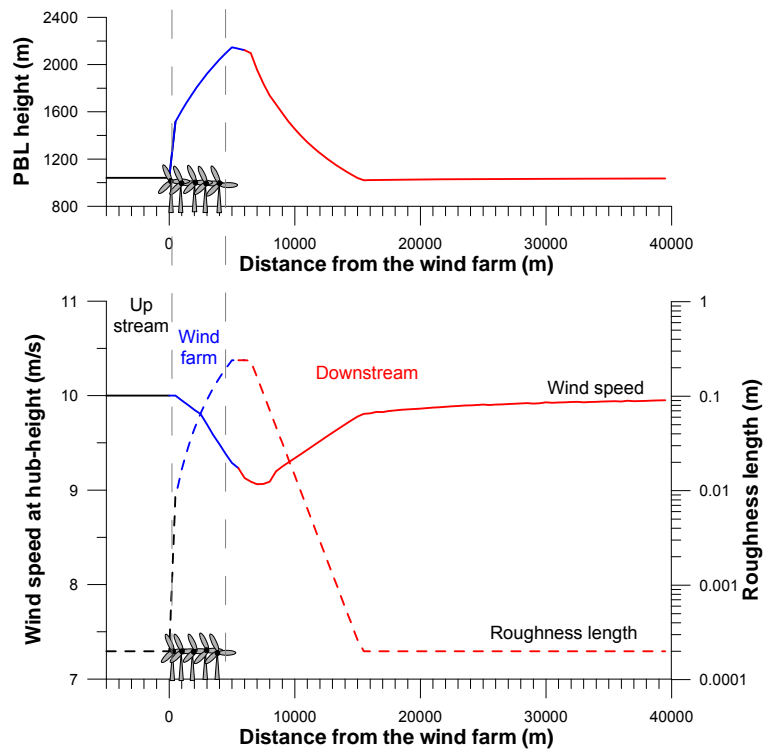 PBL height (m)
2400
2000
1600
1200
800
0 10000 20000 30000 40000
Distance from the wind farm (m)
Wind speed at hub-height (m/s)
11
10
9
8
7
Up
stream
Wind
farm
Downstream
Wind speed
Roughness length
1
0.1
0.01
0.001
0.0001
Roughness length (m)
0 10000 20000 30000 40000
Distance from the wind farm (m)